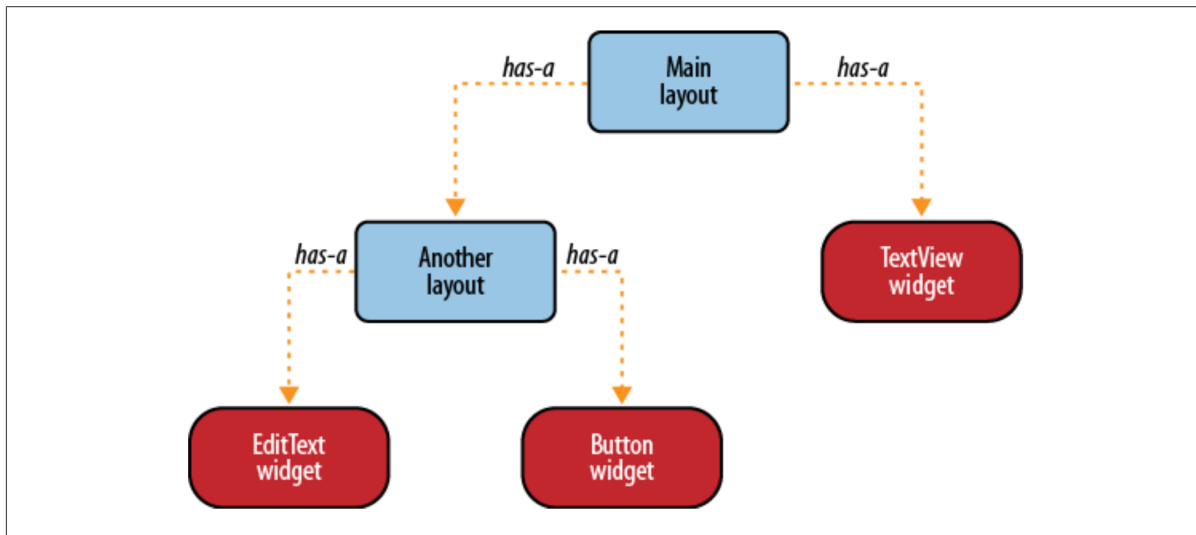 has-a
Main
layout
has-a
has-a
Another
layout
has-a
TextView
widget
EditText
widget
Button
widget